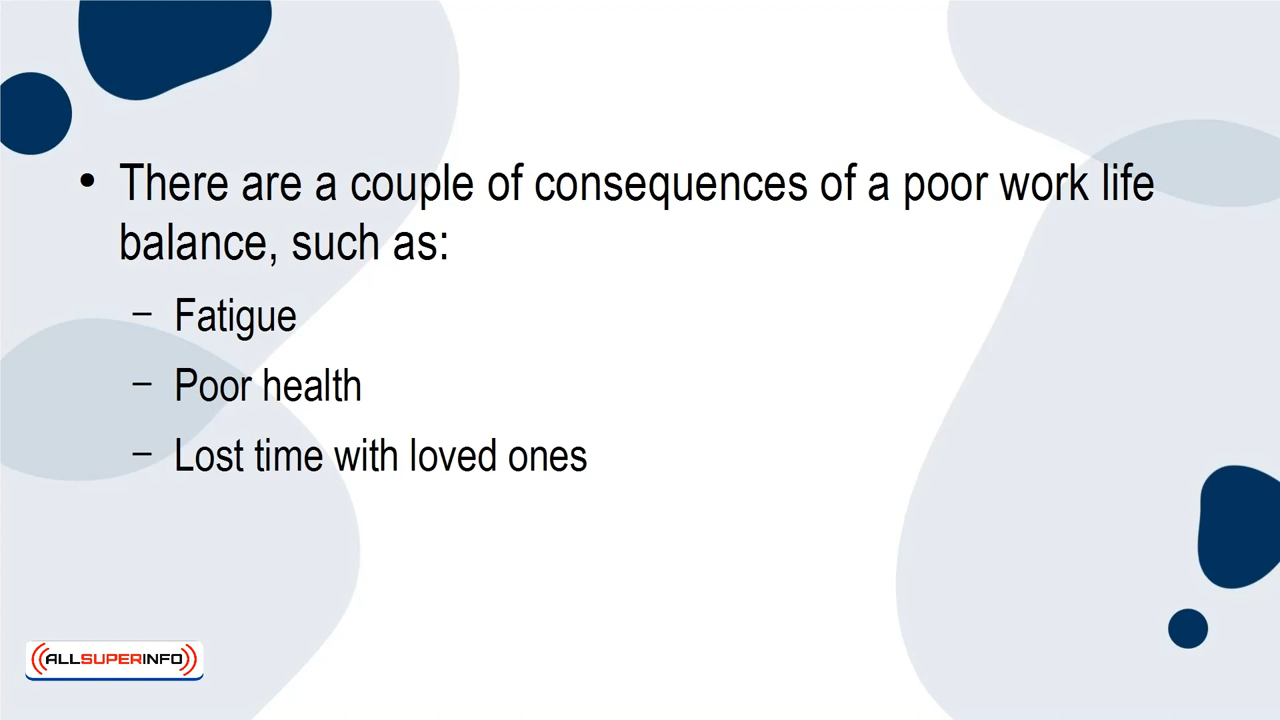 • There are a couple of consequences of a poor work life
balance, such as:
– Fatigue
– Poor health
– Lost time with loved ones
ALLSUPERINFO